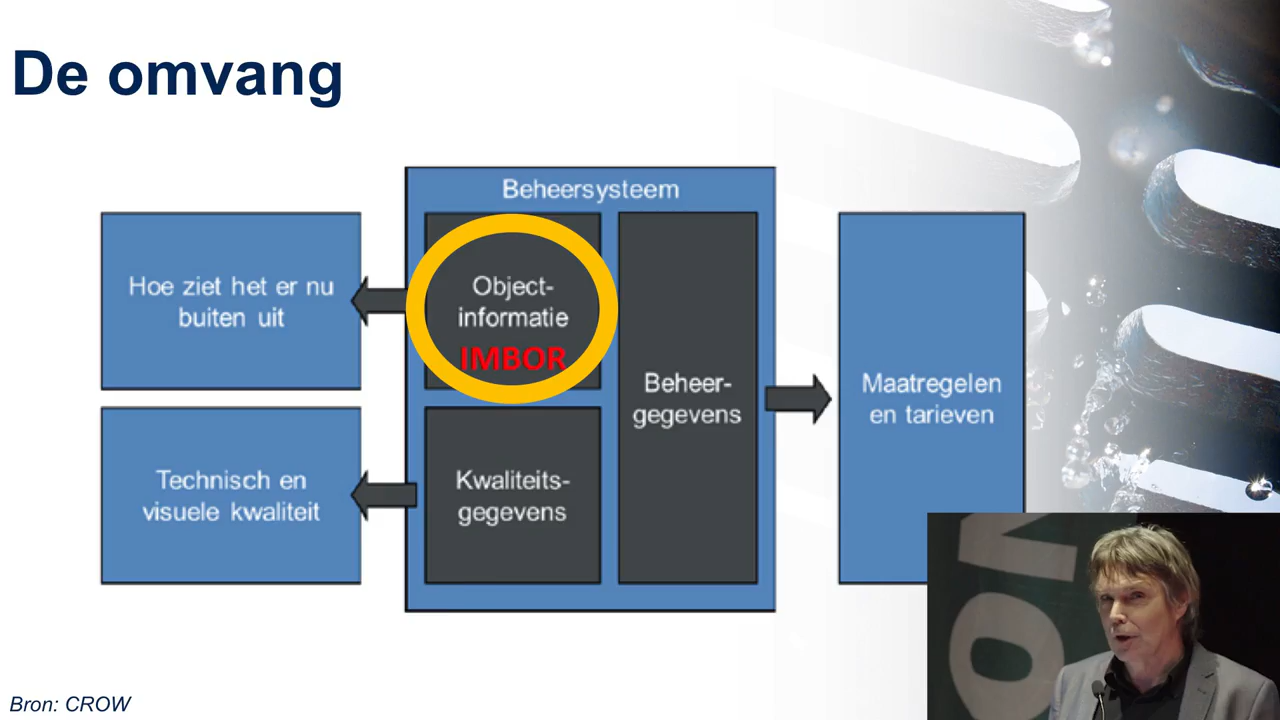 De omvang
Beheersysteem
Hoe ziet het er nu
buiten uit
Object-
informatie
IMBOR
Beheer-
gegevens
Maatregelen
en tarieven
Technisch en
visuele kwaliteit
Kwaliteits-
gegevens
Bron: CROW